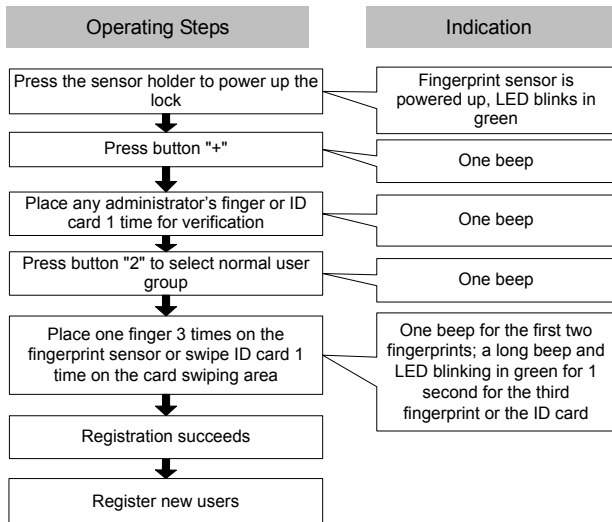 Operating Steps
Indication
Press the sensor holder to power up the
lock
Fingerprint sensor is
powered up, LED blinks in
green
Press button "+"
One beep
Place any administrator's finger or ID
card 1 time for verification
One beep
Press button "2" to select normal user
group
One beep
Place one finger 3 times on the
fingerprint sensor or swipe ID card 1
time on the card swiping area
One beep for the first two
fingerprints; a long beep and
LED blinking in green for 1
second for the third
fingerprint or the ID card
Registration succeeds
Register new users